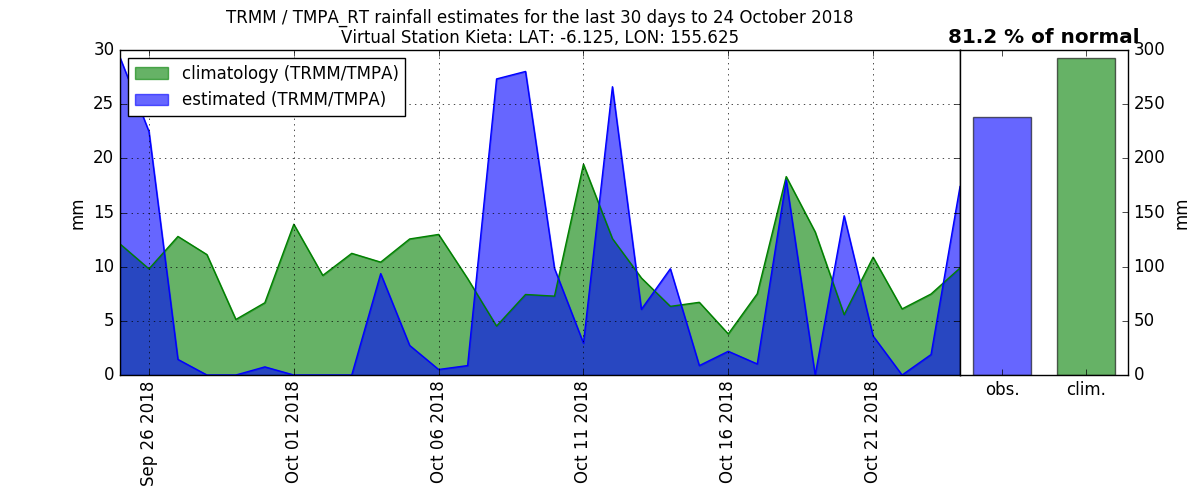 TRMM / TMPA_RT rainfall estimates for the last 30 days to 24 October 2018
Virtual Station Kieta: LAT: -6.125, LON: 155.625
81.2 % of normal
climatology (TRMM/TMPA)
estimated (TRMM/TMPA)
30
25
20
15
10
5
0
mm
Sep 26 2018
Oct 01 2018
Oct 06 2018
Oct 11 2018
Oct 16 2018
Oct 21 2018
obs.
clim.
300
250
200
150
100
50
0
mm